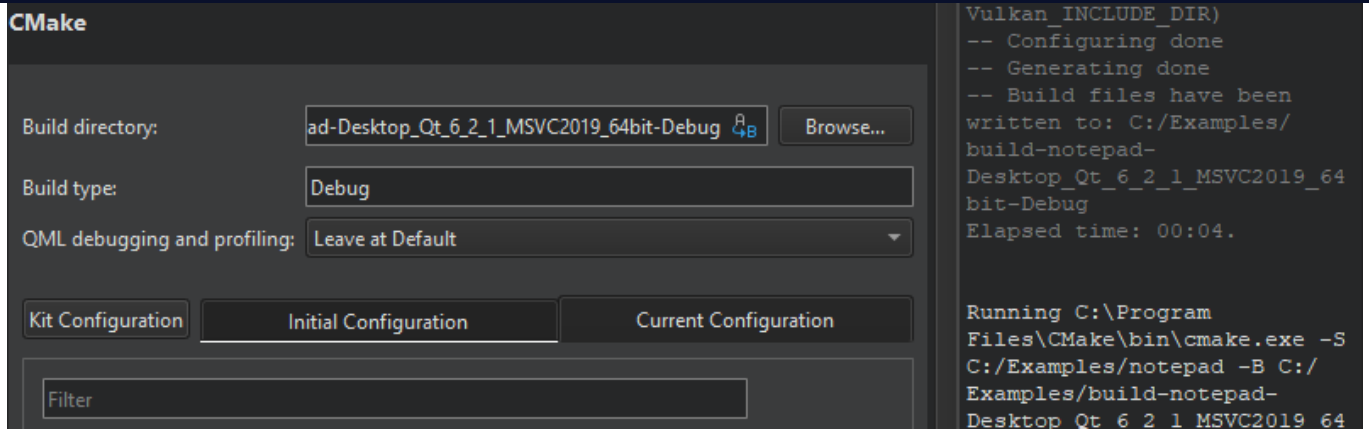 CMake
Build directory:
ad-Desktop_Qt_6_2_1_MSVC2019_64bit-Debug
Browse...
Build type:
Debug
QML debugging and profiling:
Leave at Default
Kit Configuration
Initial Configuration
Current Configuration
Filter
Vulkan_INCLUDE_DIR)
-- Configuring done
-- Generating done
-- Build files have been
written to: C:/Examples/
build-notepad-
Desktop_Qt_6_2_1_MSVC2019_64
bit-Debug
Elapsed time: 00:04.
Running C:\Program
Files\CMake\bin\cmake.exe -S
C:/Examples/notepad -B C:/
Examples/build-notepad-
Desktop_Qt_6_2_1_MSVC2019_64